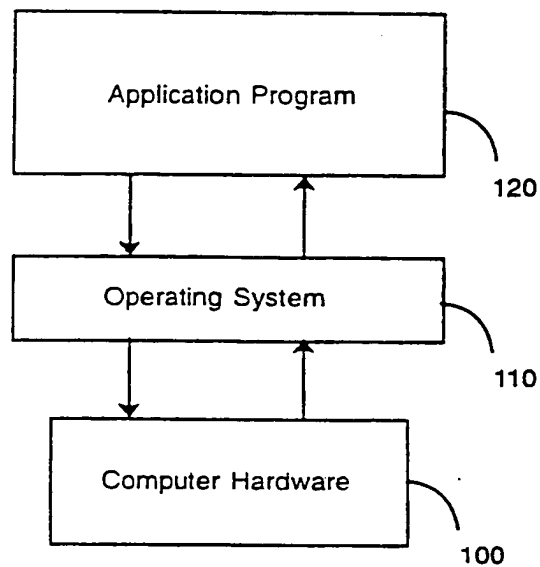 Application Program
120
Operating System
110
Computer Hardware
100